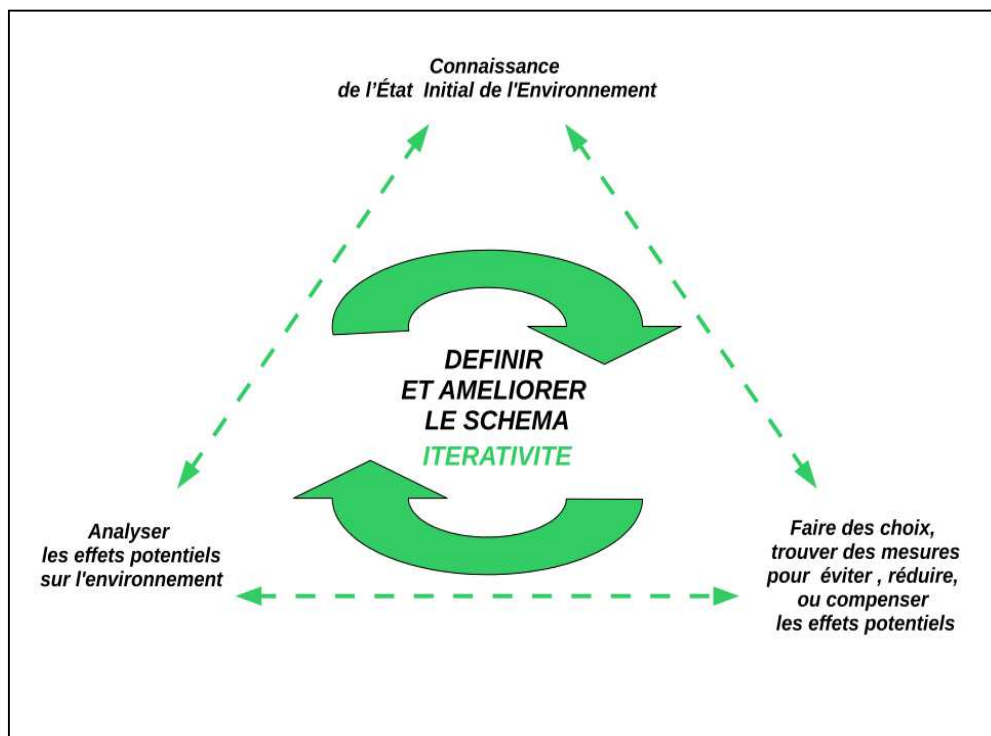 Connaissance
de l’État Initial de l'Environnement
DEFINIR
ET AMELIORER
LE SCHEMA
ITERATIVITE
Analyser
les effets potentiels
sur l'environnement
Faire des choix,
trouver des mesures
pour éviter , réduire,
ou compenser
les effets potentiels